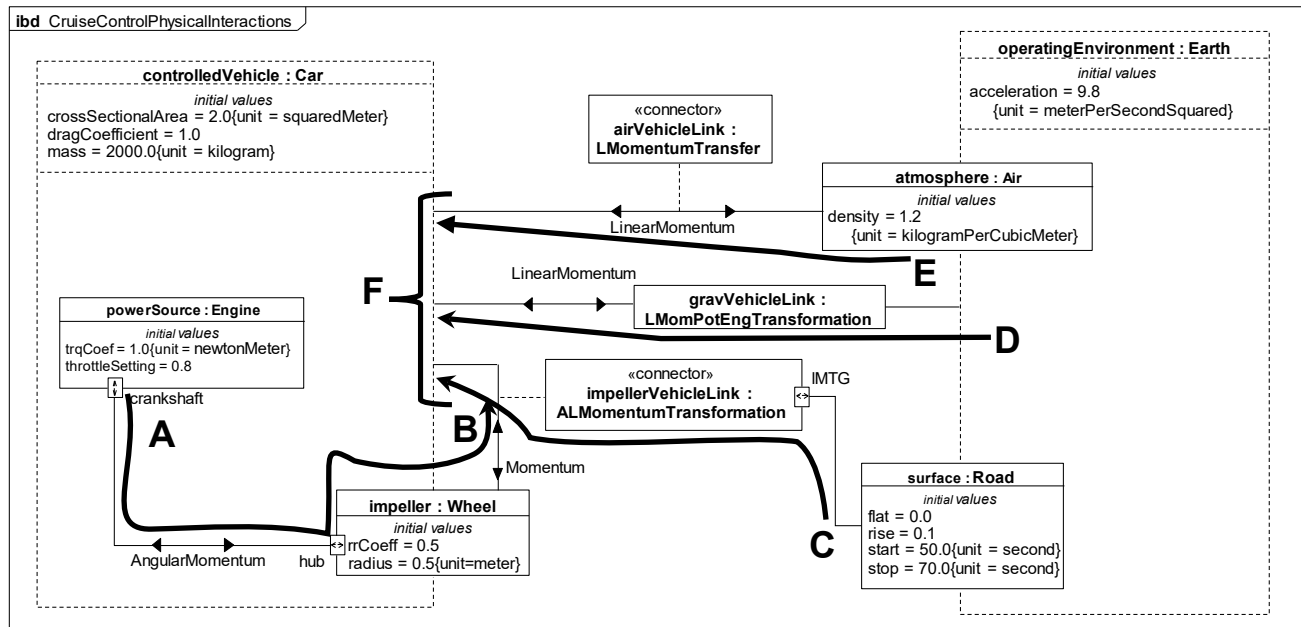 ibd CruiseControlPhysicalInteractions
controlledVehicle : Car
initial values
crossSectionalArea = 2.0{unit = squaredMeter}
dragCoefficient = 1.0
mass = 2000.0{unit = kilogram}
operatingEnvironment : Earth
initial values
acceleration = 9.8
{unit = meterPerSecondSquared}
«connector»
airVehicleLink :
LMomentumTransfer
atmosphere : Air
initial values
density = 1.2
{unit = kilogramPerCubicMeter}
LinearMomentum
E
LinearMomentum
F
gravVehicleLink :
LMomPotEngTransformation
D
powerSource : Engine
initial values
trqCoef = 1.0{unit = newtonMeter}
throttleSetting = 0.8
crankshaft
«connector»
impellerVehicleLink :
ALMomentumTransformation
IMTG
A
B
Momentum
impeller : Wheel
initial values
rrCoeff = 0.5
radius = 0.5{unit=meter}
AngularMomentum
hub
C
surface : Road
initial values
flat = 0.0
rise = 0.1
start = 50.0{unit = second}
stop = 70.0{unit = second}